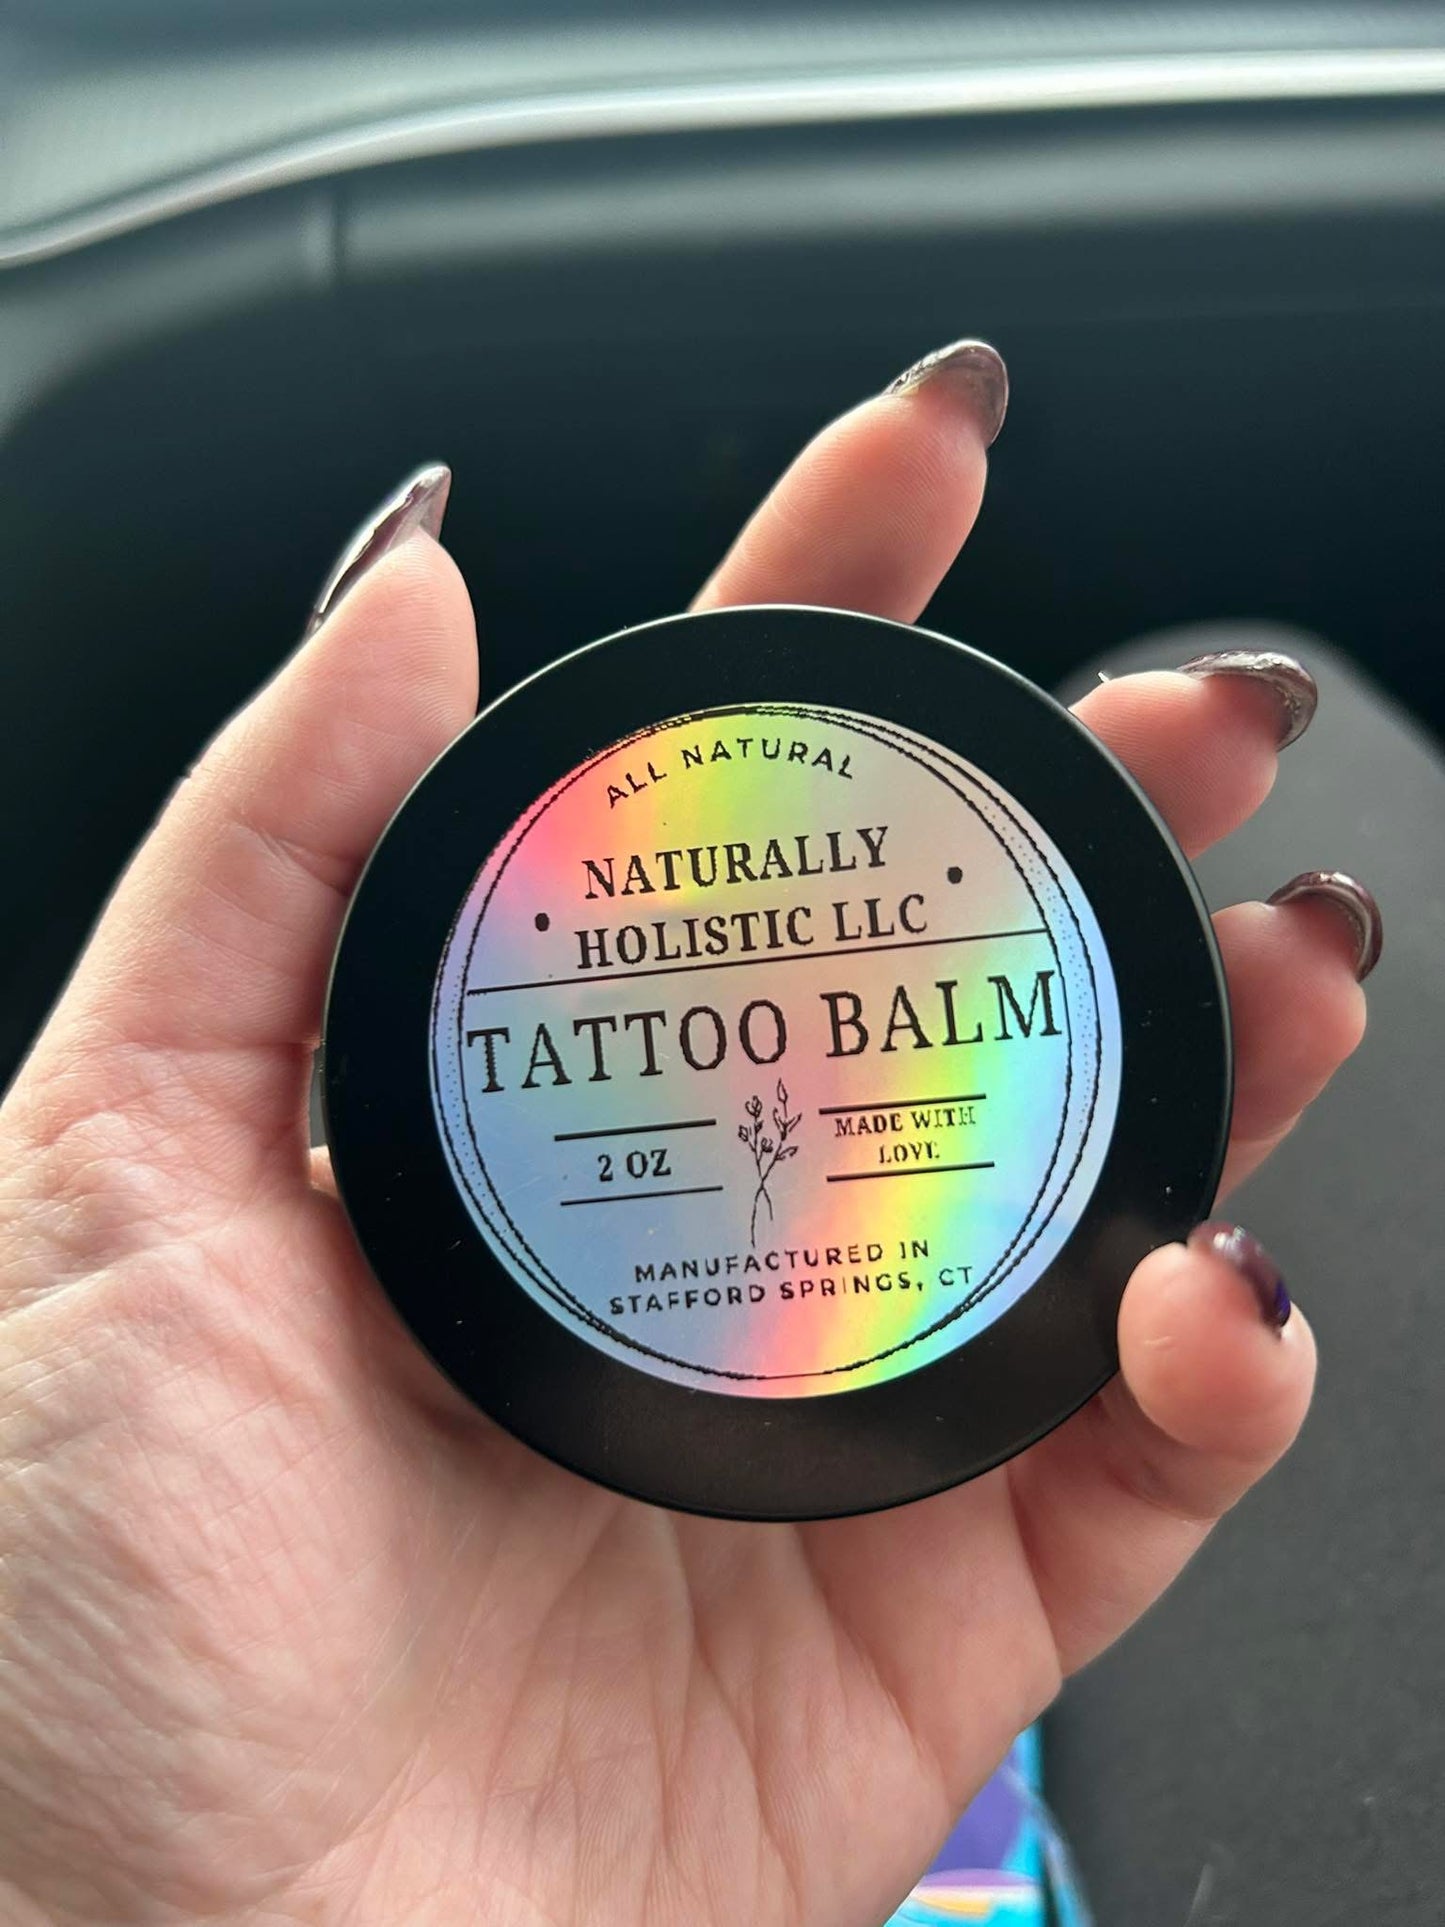 ALL NATURAL
NATURALLY
HOLISTIC LLC
TATTOO BALM
2 OZ
MADE WITH
LOVE
MANUFACTURED IN
STAFFORD SPRINGS, CT